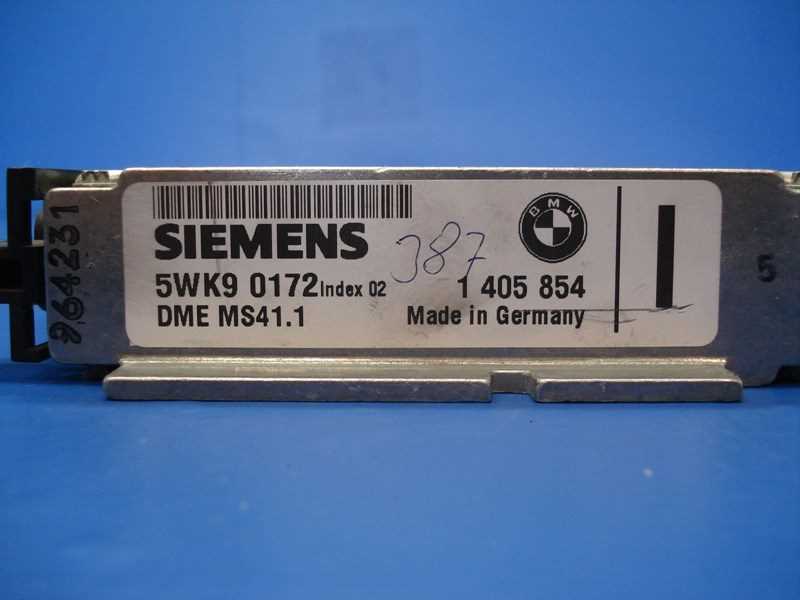 964231
SIEMENS
387
BMW
5WK9 0172 Index 02
1 405 854
DME MS41.1
Made in Germany
5